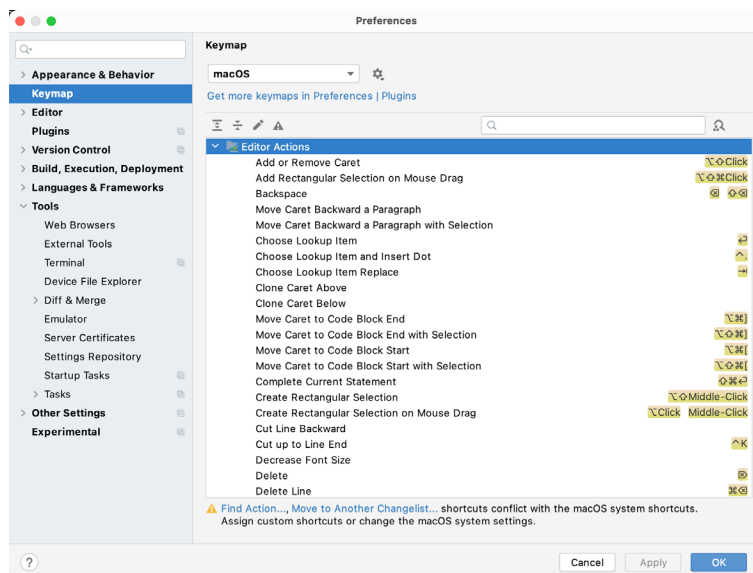 Preferences
Appearance & Behavior
Keymap
Editor
Plugins
Version Control
Build, Execution, Deployment
Languages & Frameworks
Tools
Web Browsers
External Tools
Terminal
Device File Explorer
Diff & Merge
Emulator
Server Certificates
Settings Repository
Startup Tasks
Tasks
Other Settings
Experimental
Keymap
macOS
Get more keymaps in Preferences | Plugins
Editor Actions
Add or Remove Caret ⌥⇧Click
Add Rectangular Selection on Mouse Drag ⌥⇧⌘Click
Backspace ⌫ ⇧⌫
Move Caret Backward a Paragraph
Move Caret Backward a Paragraph with Selection
Choose Lookup Item ⏎
Choose Lookup Item and Insert Dot ^.
Choose Lookup Item Replace ⇥
Clone Caret Above
Clone Caret Below
Move Caret to Code Block End ⌥⌘]
Move Caret to Code Block End with Selection ⌥⇧⌘]
Move Caret to Code Block Start ⌥⌘[
Move Caret to Code Block Start with Selection ⌥⇧⌘[
Complete Current Statement ⇧⌘⏎
Create Rectangular Selection ⌥⇧Middle-Click
Create Rectangular Selection on Mouse Drag ⌥Click Middle-Click
Cut Line Backward
Cut up to Line End ^K
Decrease Font Size
Delete ⌦
Delete Line ⌘⌫
Find Action..., Move to Another Changelist... shortcuts conflict with the macOS system shortcuts.
Assign custom shortcuts or change the macOS system settings.
?
Cancel
Apply
OK